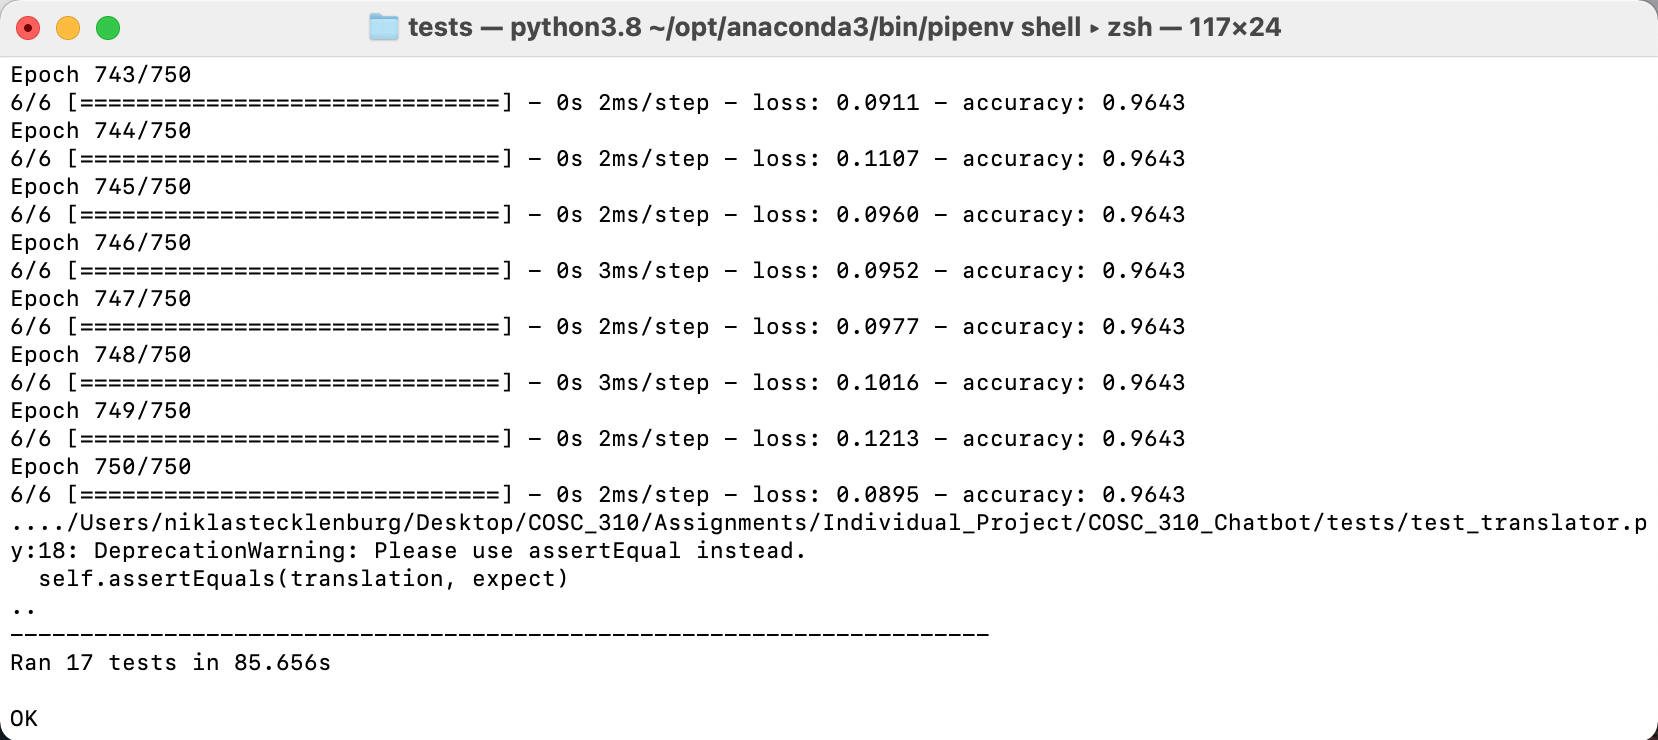 tests — python3.8 ~/opt/anaconda3/bin/pipenv shell ▸ zsh — 117×24
Epoch 743/750
6/6 [==============================] - 0s 2ms/step - loss: 0.0911 - accuracy: 0.9643
Epoch 744/750
6/6 [==============================] - 0s 2ms/step - loss: 0.1107 - accuracy: 0.9643
Epoch 745/750
6/6 [==============================] - 0s 2ms/step - loss: 0.0960 - accuracy: 0.9643
Epoch 746/750
6/6 [==============================] - 0s 3ms/step - loss: 0.0952 - accuracy: 0.9643
Epoch 747/750
6/6 [==============================] - 0s 2ms/step - loss: 0.0977 - accuracy: 0.9643
Epoch 748/750
6/6 [==============================] - 0s 3ms/step - loss: 0.1016 - accuracy: 0.9643
Epoch 749/750
6/6 [==============================] - 0s 2ms/step - loss: 0.1213 - accuracy: 0.9643
Epoch 750/750
6/6 [==============================] - 0s 2ms/step - loss: 0.0895 - accuracy: 0.9643
..../Users/niklastecklenburg/Desktop/COSC_310/Assignments/Individual_Project/COSC_310_Chatbot/tests/test_translator.p
y:18: DeprecationWarning: Please use assertEqual instead.
  self.assertEquals(translation, expect)
..
----------------------------------------------------------------------
Ran 17 tests in 85.656s

OK